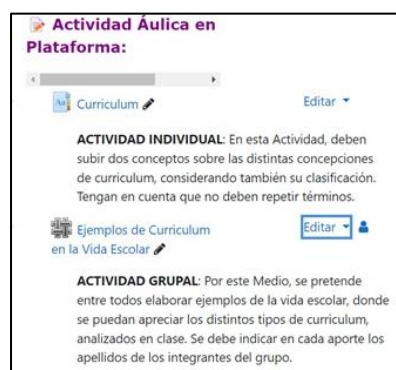 Actividad Áulica en
Plataforma:
Curriculum Editar
ACTIVIDAD INDIVIDUAL: En esta Actividad, deben
subir dos conceptos sobre las distintas concepciones
de curriculum, considerando también su clasificación.
Tengan en cuenta que no deben repetir términos.
Ejemplos de Curriculum Editar
en la Vida Escolar
ACTIVIDAD GRUPAL: Por este Medio, se pretende
entre todos elaborar ejemplos de la vida escolar, donde
se puedan apreciar los distintos tipos de curriculum,
analizados en clase. Se debe indicar en cada aporte los
apellidos de los integrantes del grupo.